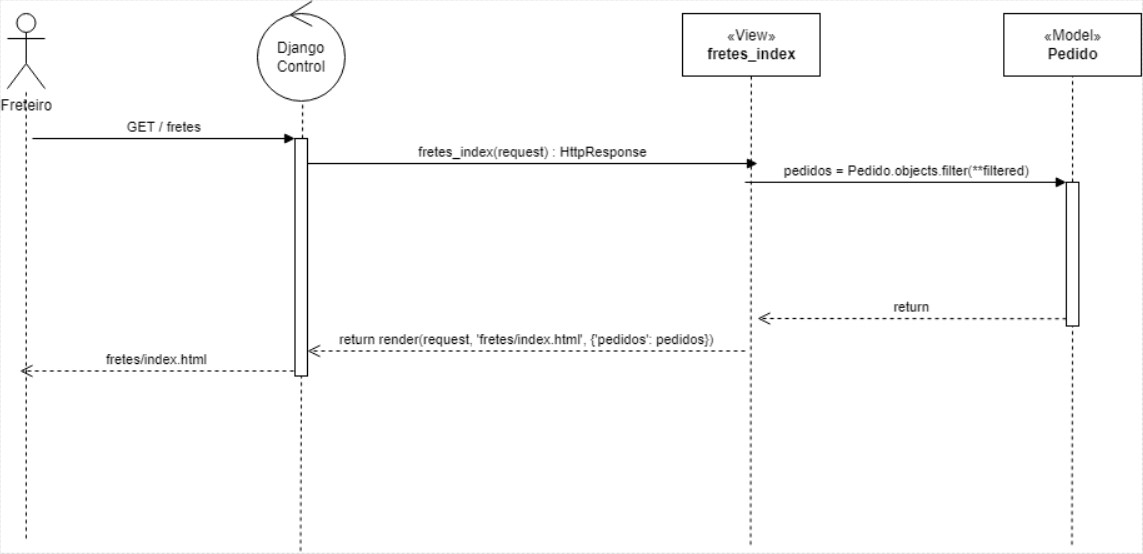 Freteiro
Django
Control
«View»
fretes_index
«Model»
Pedido
GET / fretes
fretes_index(request) : HttpResponse
pedidos = Pedido.objects.filter(**filtered)
return
return render(request, 'fretes/index.html', {'pedidos': pedidos})
fretes/index.html